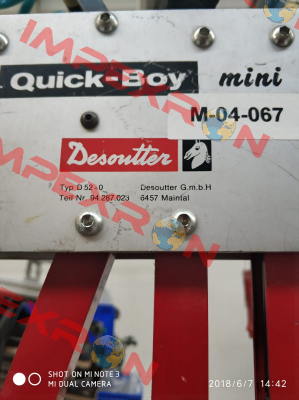 Quick-Boy mini
M-04-067
Desoutter
Typ D 52 - 0 Desoutter G.m.b.H
Teil Nr. 94.287.023 6457 Maintal
IMPEXRON
SHOT ON MI NOTE 3
MI DUAL CAMERA
2018/6/7 14:42